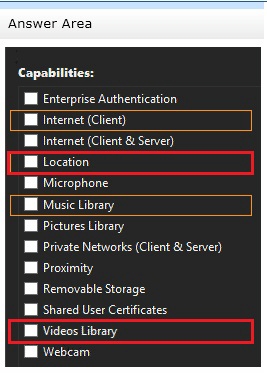 Answer Area
Capabilities:
Enterprise Authentication
Internet (Client)
Internet (Client & Server)
Location
Microphone
Music Library
Pictures Library
Private Networks (Client & Server)
Proximity
Removable Storage
Shared User Certificates
Videos Library
Webcam